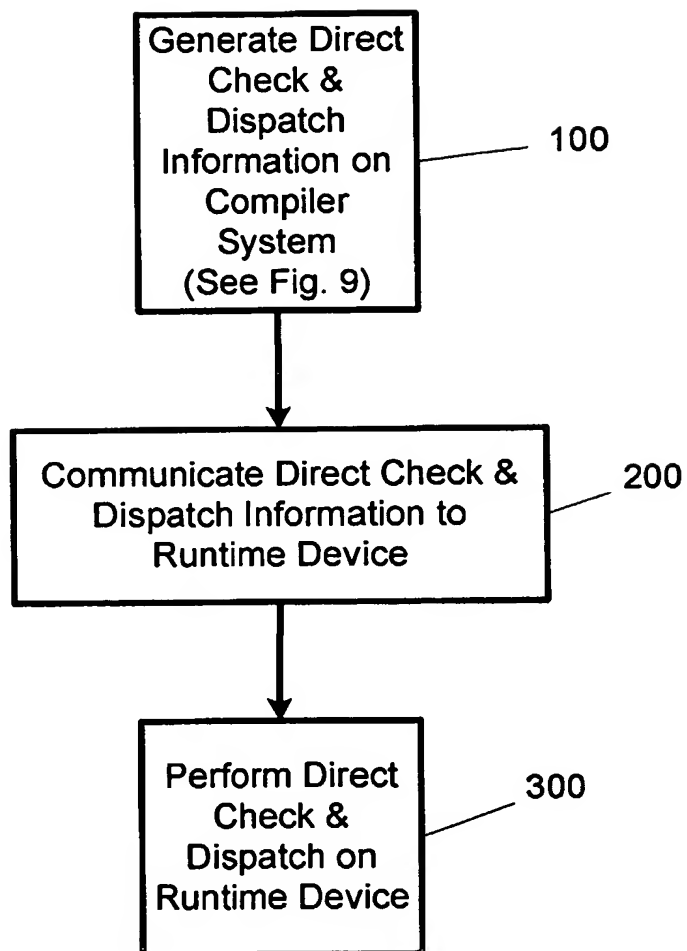 Generate Direct
Check &
Dispatch
Information on
Compiler
System
(See Fig. 9)
100
Communicate Direct Check &
Dispatch Information to
Runtime Device
200
Perform Direct
Check &
Dispatch on
Runtime Device
300